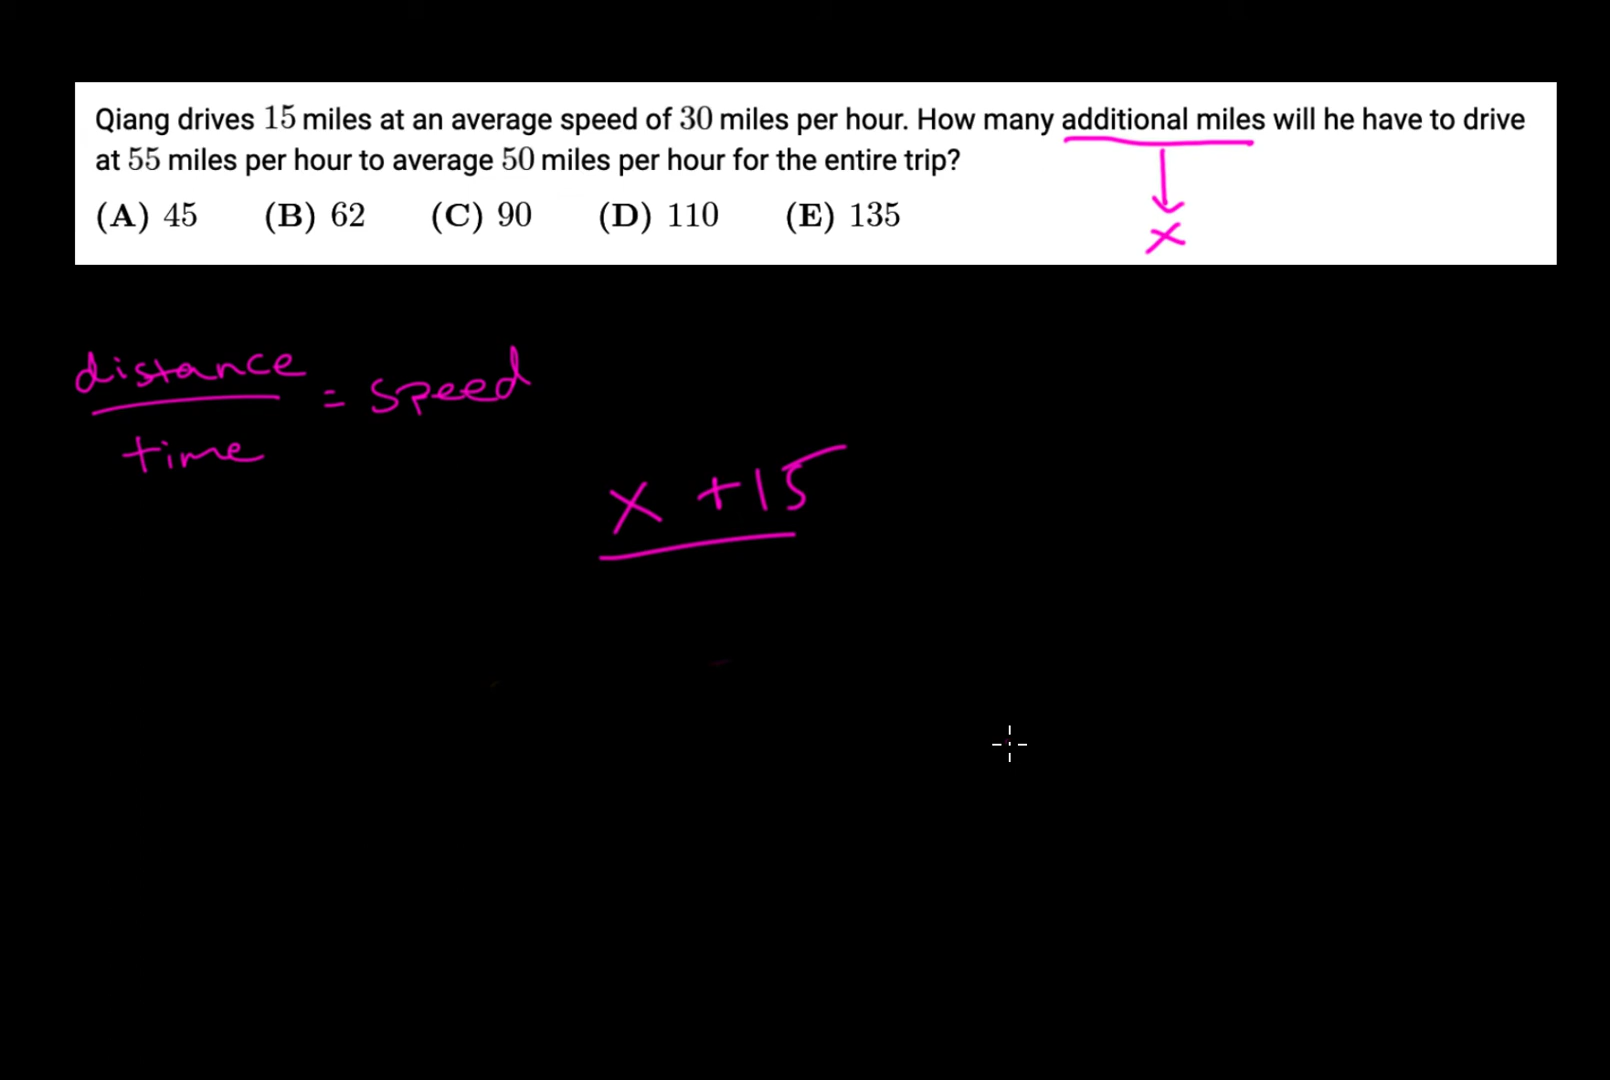 Qiang drives 15 miles at an average speed of 30 miles per hour. How many additional miles will he have to drive
at 55 miles per hour to average 50 miles per hour for the entire trip?
(A) 45 (B) 62 (C) 90 (D) 110 (E) 135
x
distance
= speed
time
x + 15